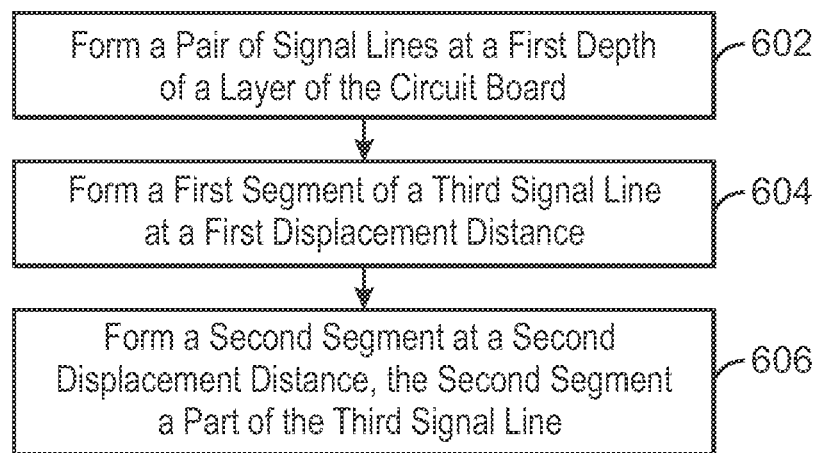 Form a Pair of Signal Lines at a First Depth
of a Layer of the Circuit Board
602
Form a First Segment of a Third Signal Line
at a First Displacement Distance
604
Form a Second Segment at a Second
Displacement Distance, the Second Segment
a Part of the Third Signal Line
606